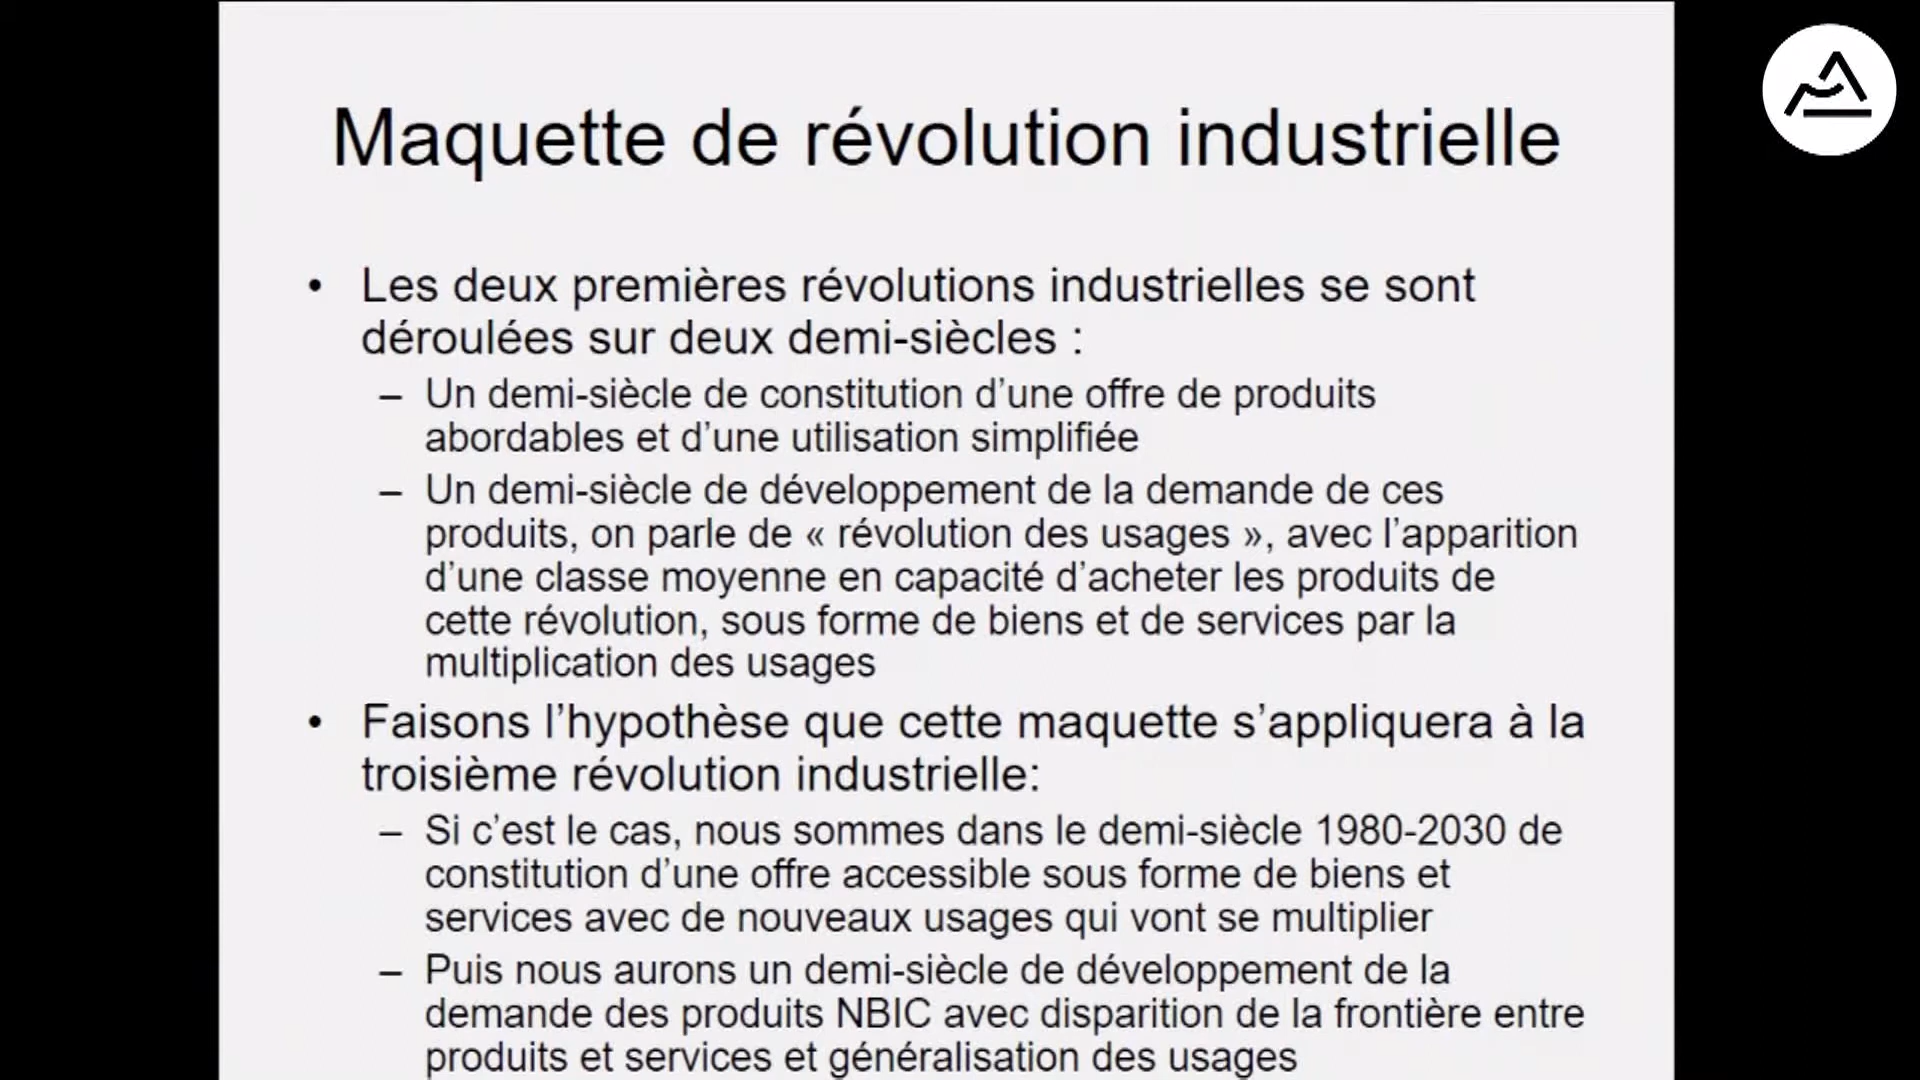 Maquette de révolution industrielle
• Les deux premières révolutions industrielles se sont
déroulées sur deux demi-siècles :
– Un demi-siècle de constitution d’une offre de produits
abordables et d’une utilisation simplifiée
– Un demi-siècle de développement de la demande de ces
produits, on parle de « révolution des usages », avec l’apparition
d’une classe moyenne en capacité d’acheter les produits de
cette révolution, sous forme de biens et de services par la
multiplication des usages
• Faisons l’hypothèse que cette maquette s’appliquera à la
troisième révolution industrielle:
– Si c’est le cas, nous sommes dans le demi-siècle 1980-2030 de
constitution d’une offre accessible sous forme de biens et
services avec de nouveaux usages qui vont se multiplier
– Puis nous aurons un demi-siècle de développement de la
demande des produits NBIC avec disparition de la frontière entre
produits et services et généralisation des usages